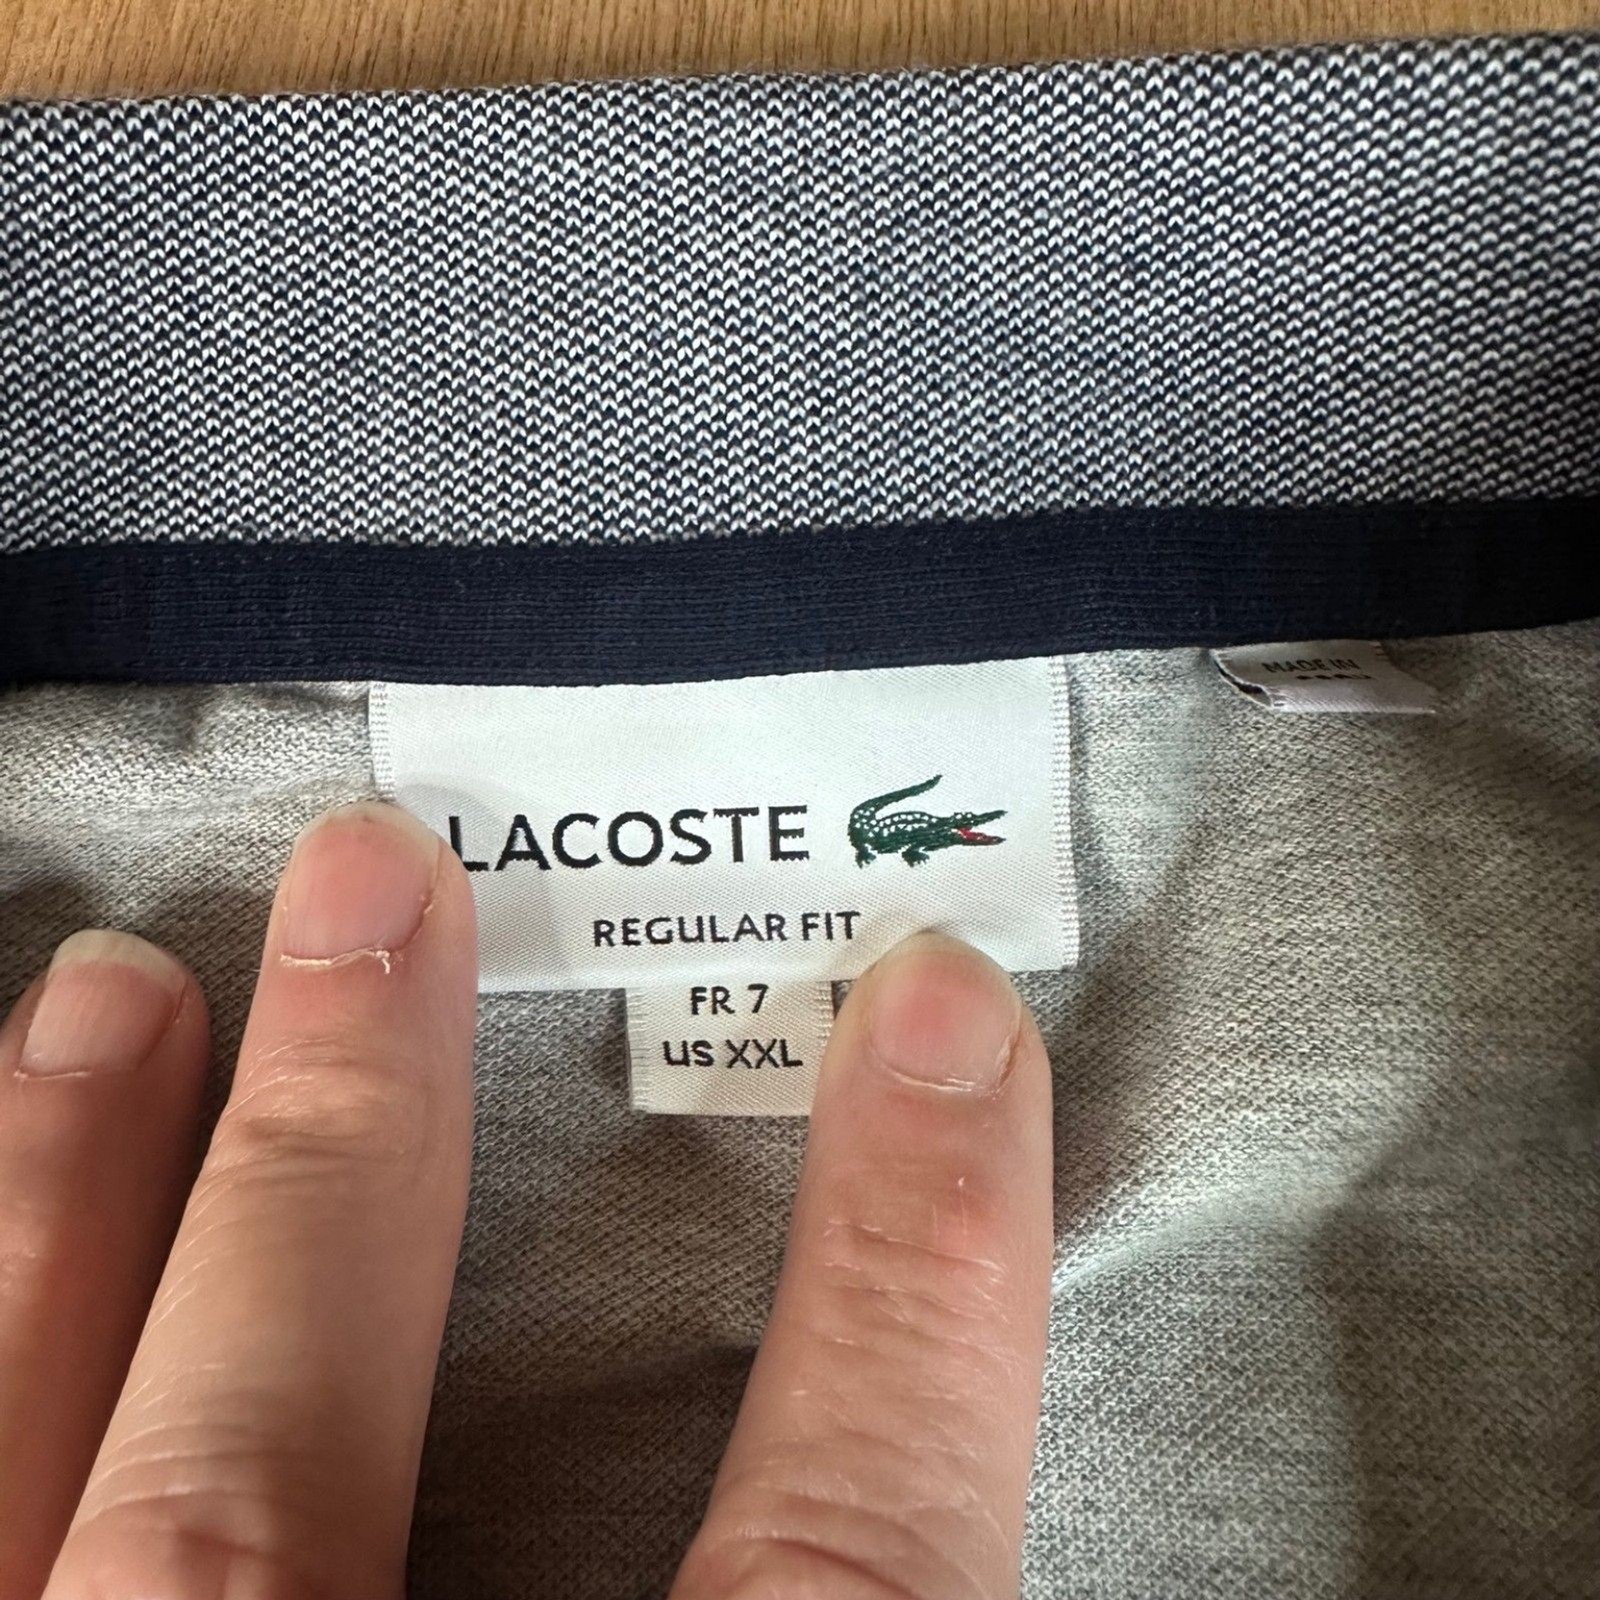 MADE IN
LACOSTE
REGULAR FIT
FR 7
US XXL